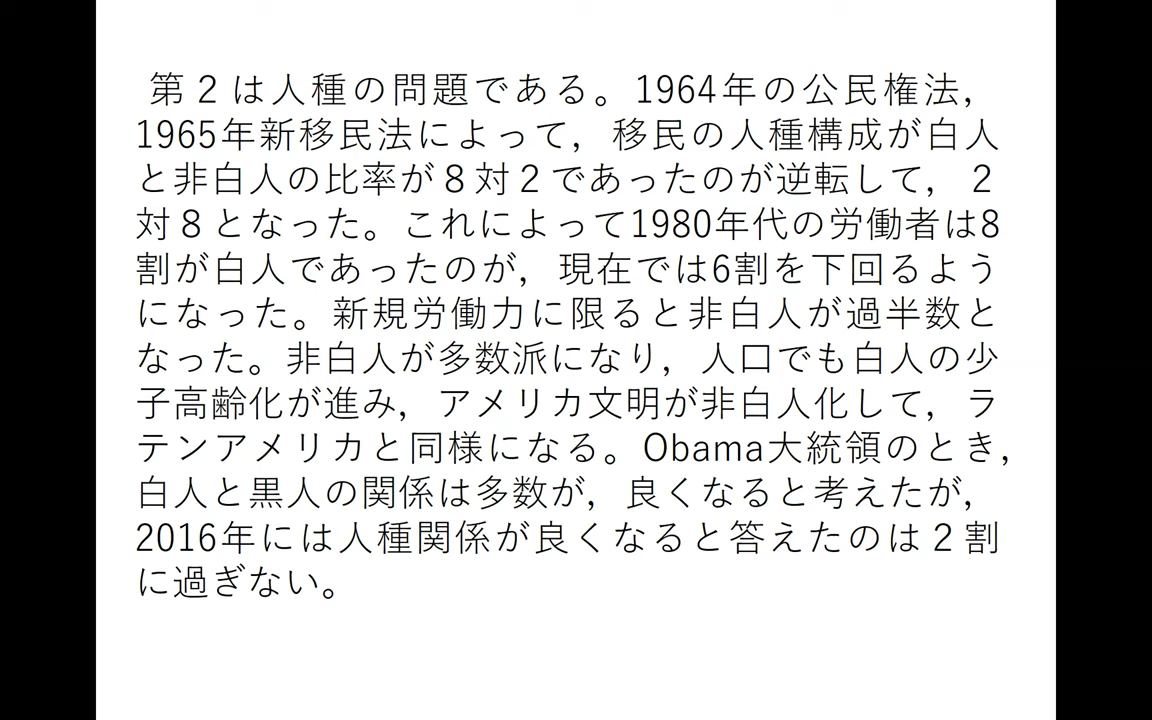 第２は人種の問題である。1964年の公民権法，
1965年新移民法によって，移民の人種構成が白人
と非白人の比率が８対２であったのが逆転して，２
対８となった。これによって1980年代の労働者は8
割が白人であったのが，現在では6割を下回るよう
になった。新規労働力に限ると非白人が過半数と
なった。非白人が多数派になり，人口でも白人の少
子高齢化が進み，アメリカ文明が非白人化して，ラ
テンアメリカと同様になる。Obama大統領のとき，
白人と黒人の関係は多数が，良くなると考えたが，
2016年には人種関係が良くなると答えたのは２割
に過ぎない。